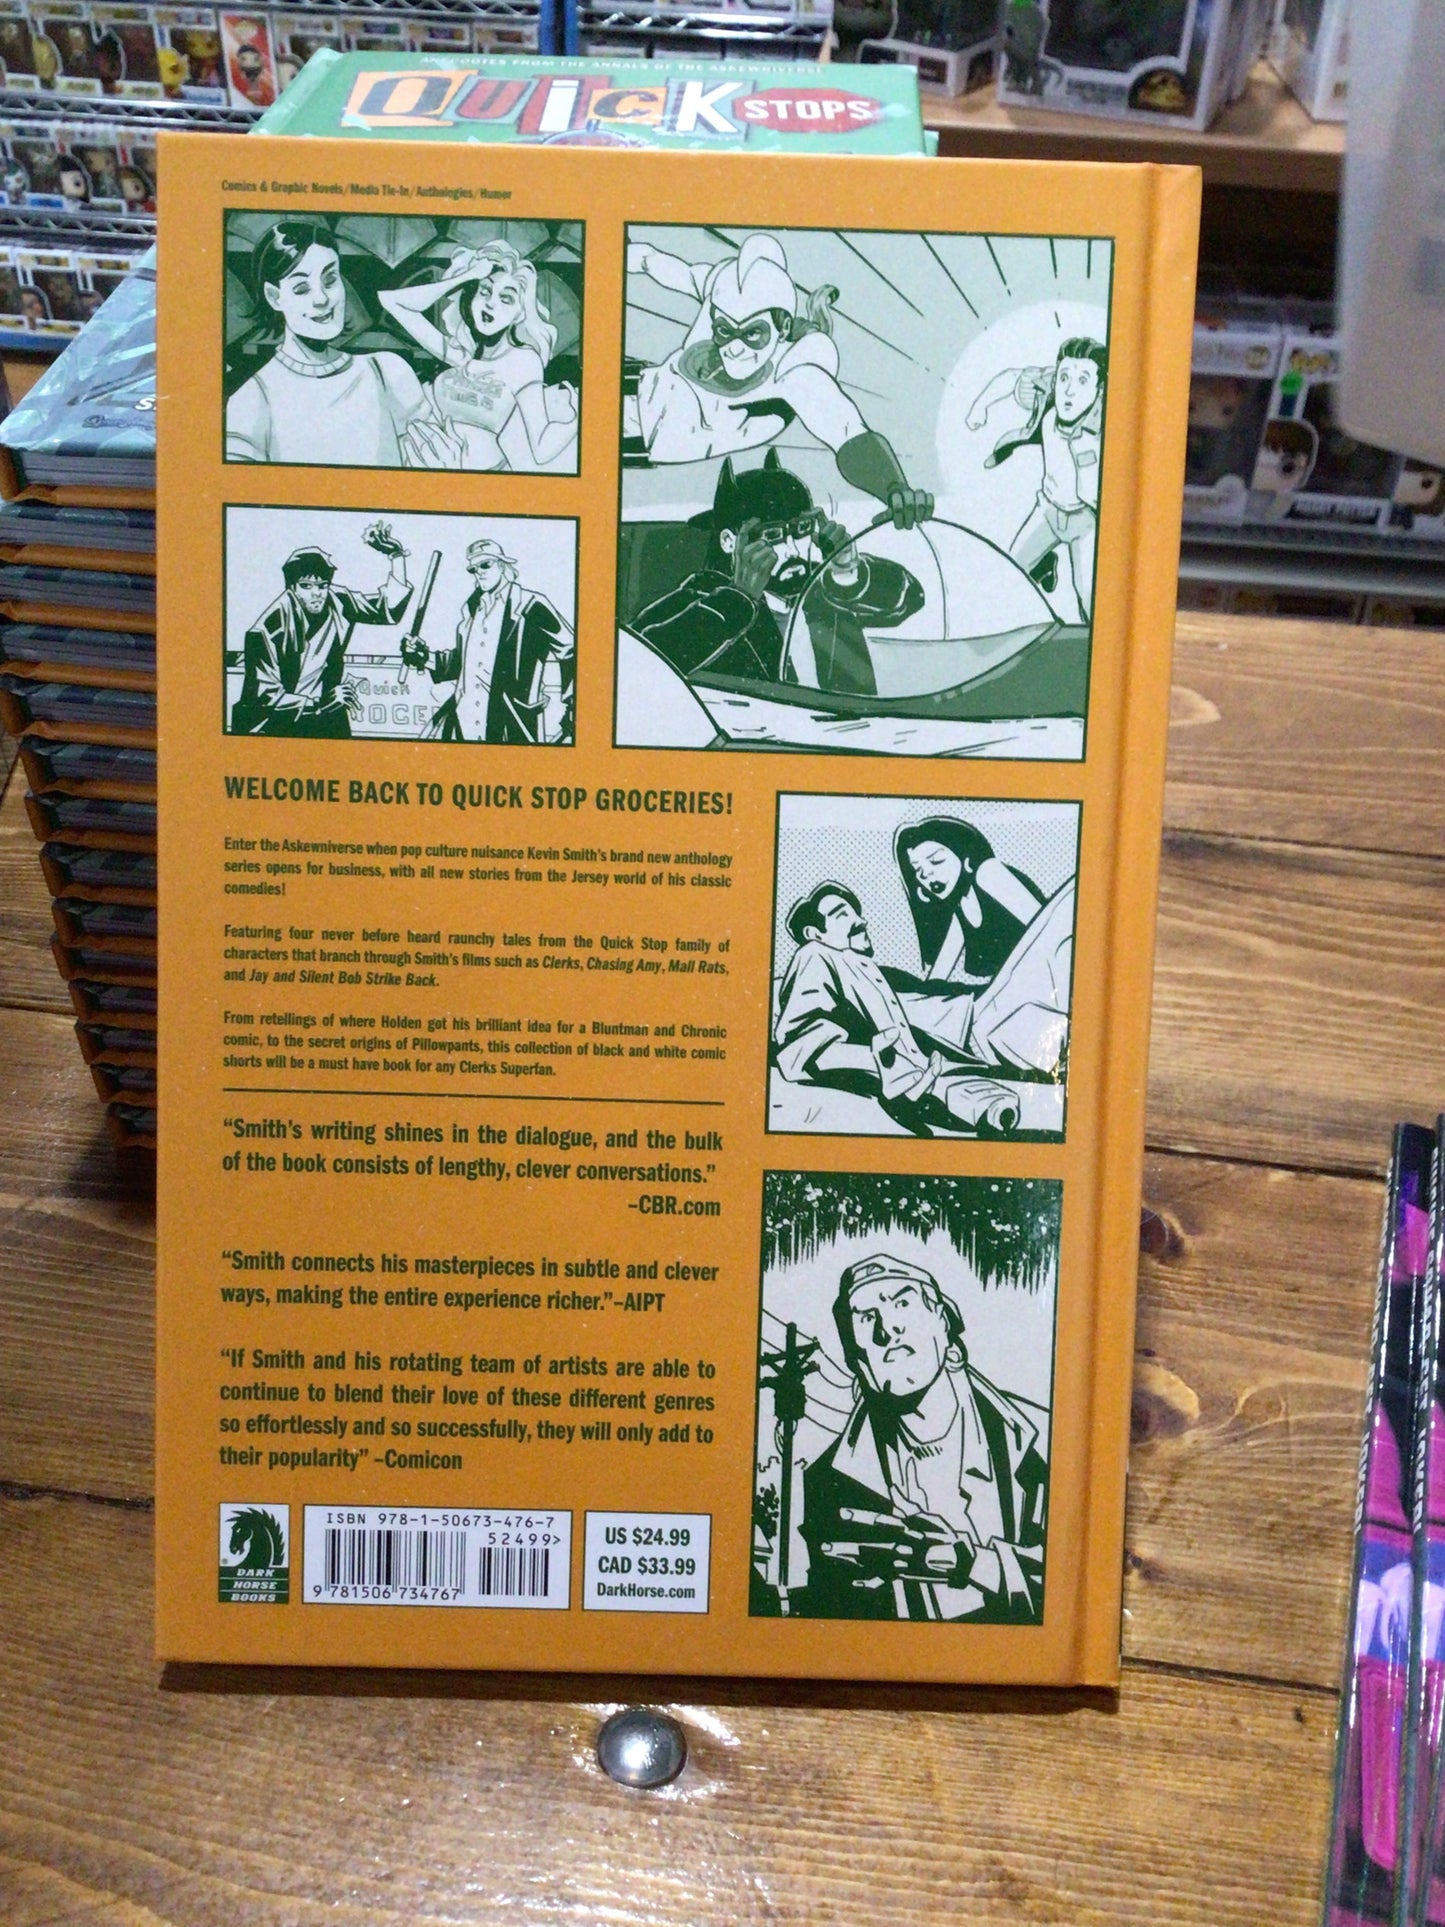 ANECDOTES FROM THE ANNALS OF THE ASKEWNIVERSE
QUICK STOPS
Comics & Graphic Novels/Media Tie-In/Anthologies/Humor
Quick
WELCOME BACK TO QUICK STOP GROCERIES!
Enter the Askewniverse when pop culture nuisance Kevin Smith's brand new anthology
series opens for business, with all new stories from the Jersey world of his classic
comedies!
Featuring four never before heard raunchy tales from the Quick Stop family of
characters that branch through Smith's films such as Clerks, Chasing Amy, Mall Rats,
and Jay and Silent Bob Strike Back.
From retellings of where Holden got his brilliant idea for a Bluntman and Chronic
comic, to the secret origins of Pillowpants, this collection of black and white comic
shorts will be a must have book for any Clerks Superfan.
“Smith's writing shines in the dialogue, and the bulk
of the book consists of lengthy, clever conversations.”
–CBR.com
“Smith connects his masterpieces in subtle and clever
ways, making the entire experience richer.”–AIPT
“If Smith and his rotating team of artists are able to
continue to blend their love of these different genres
so effortlessly and so successfully, they will only add to
their popularity” –Comicon
DARK
HORSE
BOOKS
ISBN 978-1-50673-476-7
52499>
9 781506 734767
US $24.99
CAD $33.99
DarkHorse.com